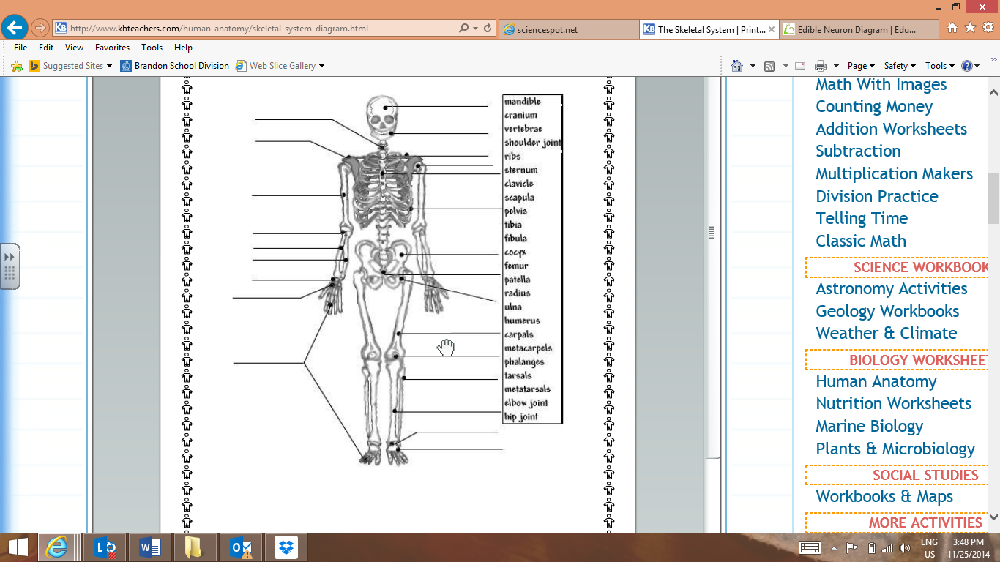 http://www.kbteachers.com/human-anatomy/skeletal-system-diagram.html
sciencespot.net
KB The Skeletal System | Print...
Edible Neuron Diagram | Edu...
File Edit View Favorites Tools Help
Suggested Sites
Brandon School Division
Web Slice Gallery
Page Safety Tools
mandible
cranium
vertebrae
shoulder joint
ribs
sternum
clavicle
scapula
pelvis
tibia
fibula
cocyx
femur
patella
radius
ulna
humerus
carpals
metacarpels
phalanges
tarsals
metatarsals
elbow joint
hip joint
Math With Images
Counting Money
Addition Worksheets
Subtraction
Multiplication Makers
Division Practice
Telling Time
Classic Math
SCIENCE WORKBOOK
Astronomy Activities
Geology Workbooks
Weather & Climate
BIOLOGY WORKSHEET
Human Anatomy
Nutrition Worksheets
Marine Biology
Plants & Microbiology
SOCIAL STUDIES
Workbooks & Maps
MORE ACTIVITIES
ENG 3:48 PM
US 11/25/2014